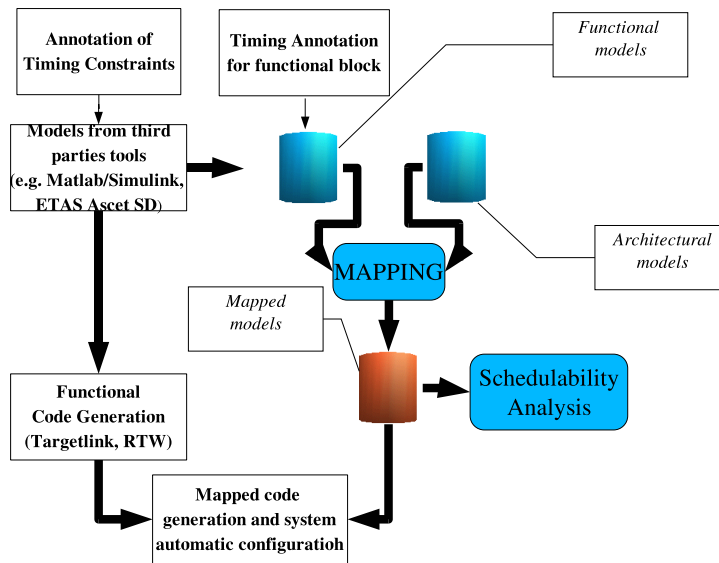 Annotation of
Timing Constraints
Timing Annotation
for functional block
Functional
models
Models from third
parties tools
(e.g. Matlab/Simulink,
ETAS Ascet SD)
Architectural
models
MAPPING
Mapped
models
Schedulability
Analysis
Functional
Code Generation
(Targetlink, RTW)
Mapped code
generation and system
automatic configuratioh